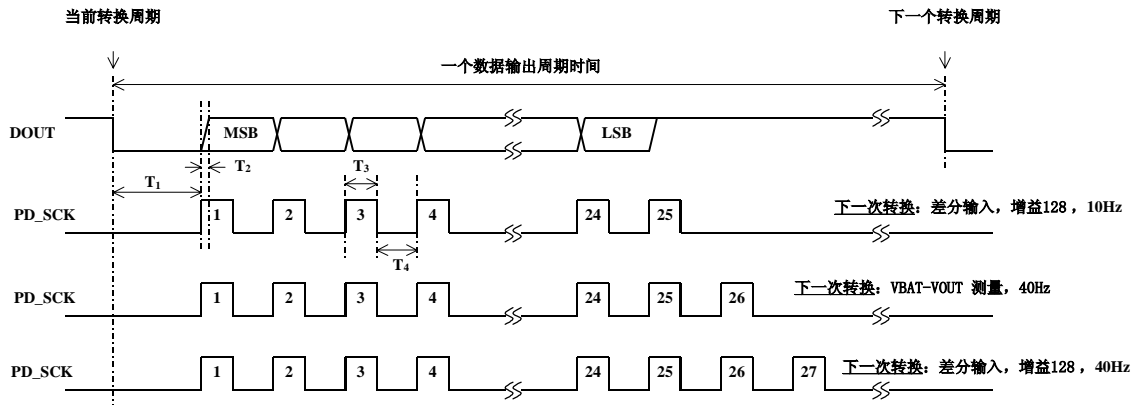 当前转换周期 下一个转换周期
一个数据输出周期时间
DOUT MSB LSB
T2 T3
T1
PD_SCK 1 2 3 4 24 25 下一次转换：差分输入，增益128，10Hz
T4
PD_SCK 1 2 3 4 24 25 26 下一次转换：VBAT-VOUT 测量，40Hz
PD_SCK 1 2 3 4 24 25 26 27 下一次转换：差分输入，增益128，40Hz